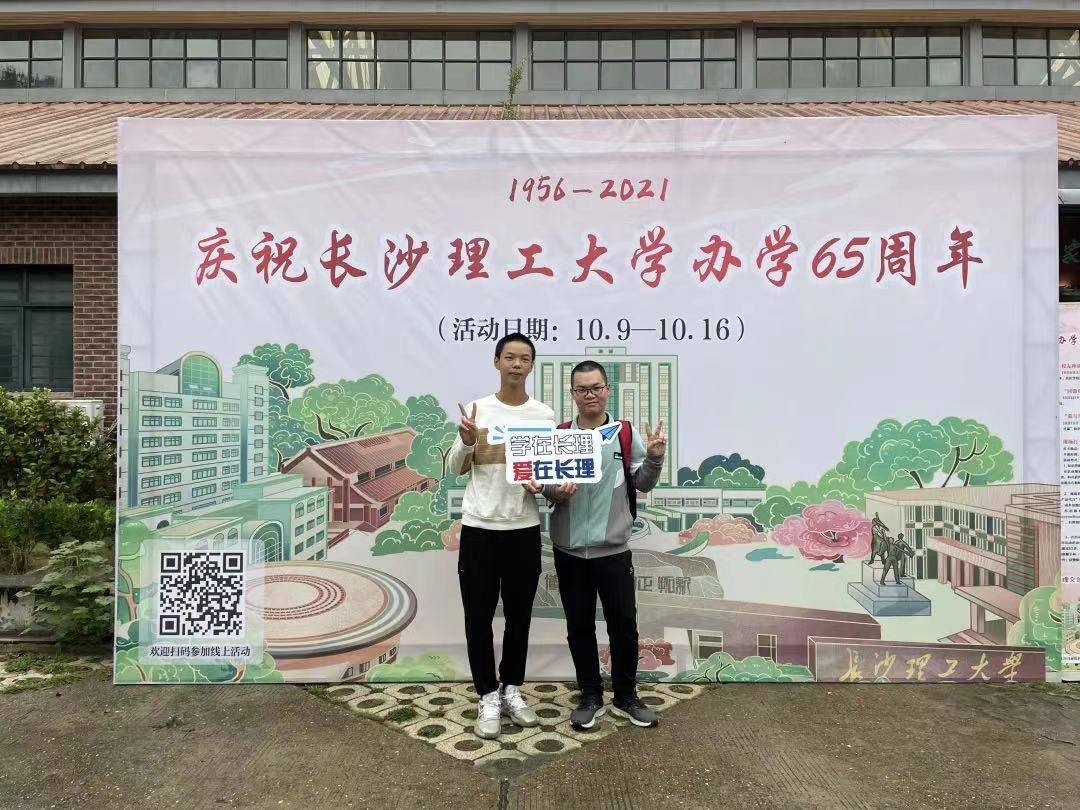 1956-2021
庆祝长沙理工大学办学65周年
（活动日期：10.9—10.16）
学在长理
爱在长理
欢迎扫码参加线上活动
长沙理工大學